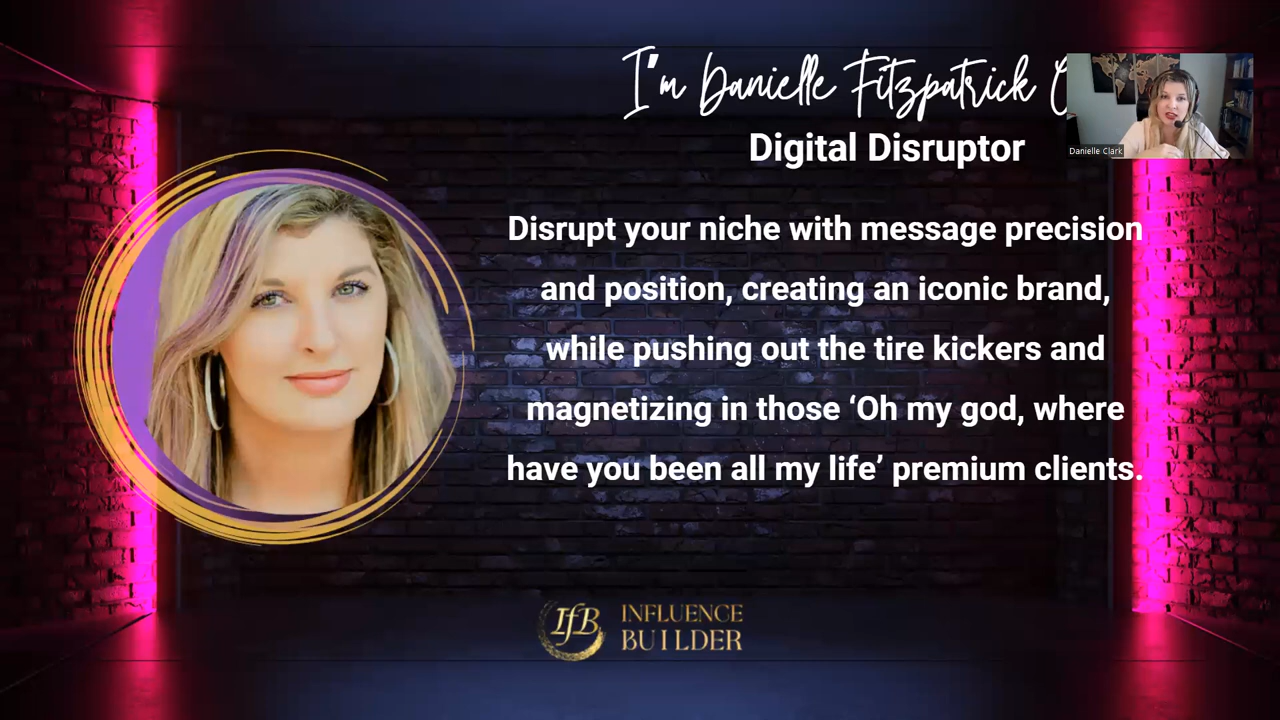 I'm Danielle Fitzpatrick
Digital Disruptor
Danielle Clark
Disrupt your niche with message precision
and position, creating an iconic brand,
while pushing out the tire kickers and
magnetizing in those ‘Oh my god, where
have you been all my life’ premium clients.
IfB
INFLUENCE
BUILDER